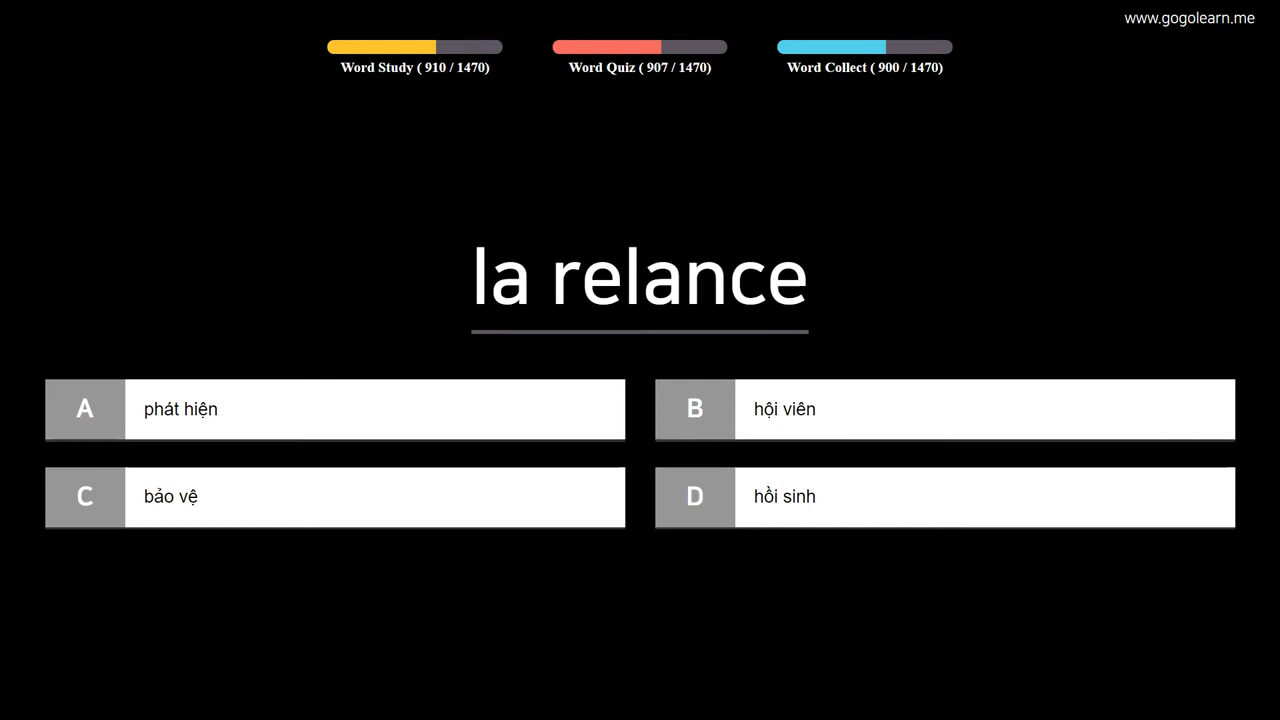 www.gogolearn.me
Word Study ( 910 / 1470)
Word Quiz ( 907 / 1470)
Word Collect ( 900 / 1470)
la relance
A phát hiện
B hội viên
C bảo vệ
D hồi sinh